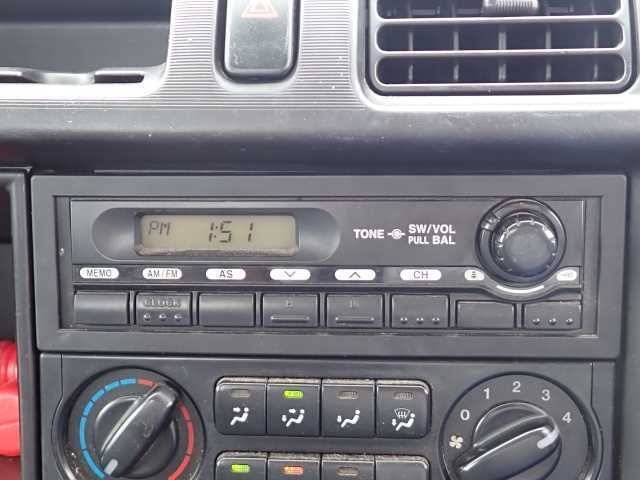 PM 1:51
TONE SW/VOL
PULL BAL
MEMO AM/FM AS CH
CLOCK
0 1 2 3 4